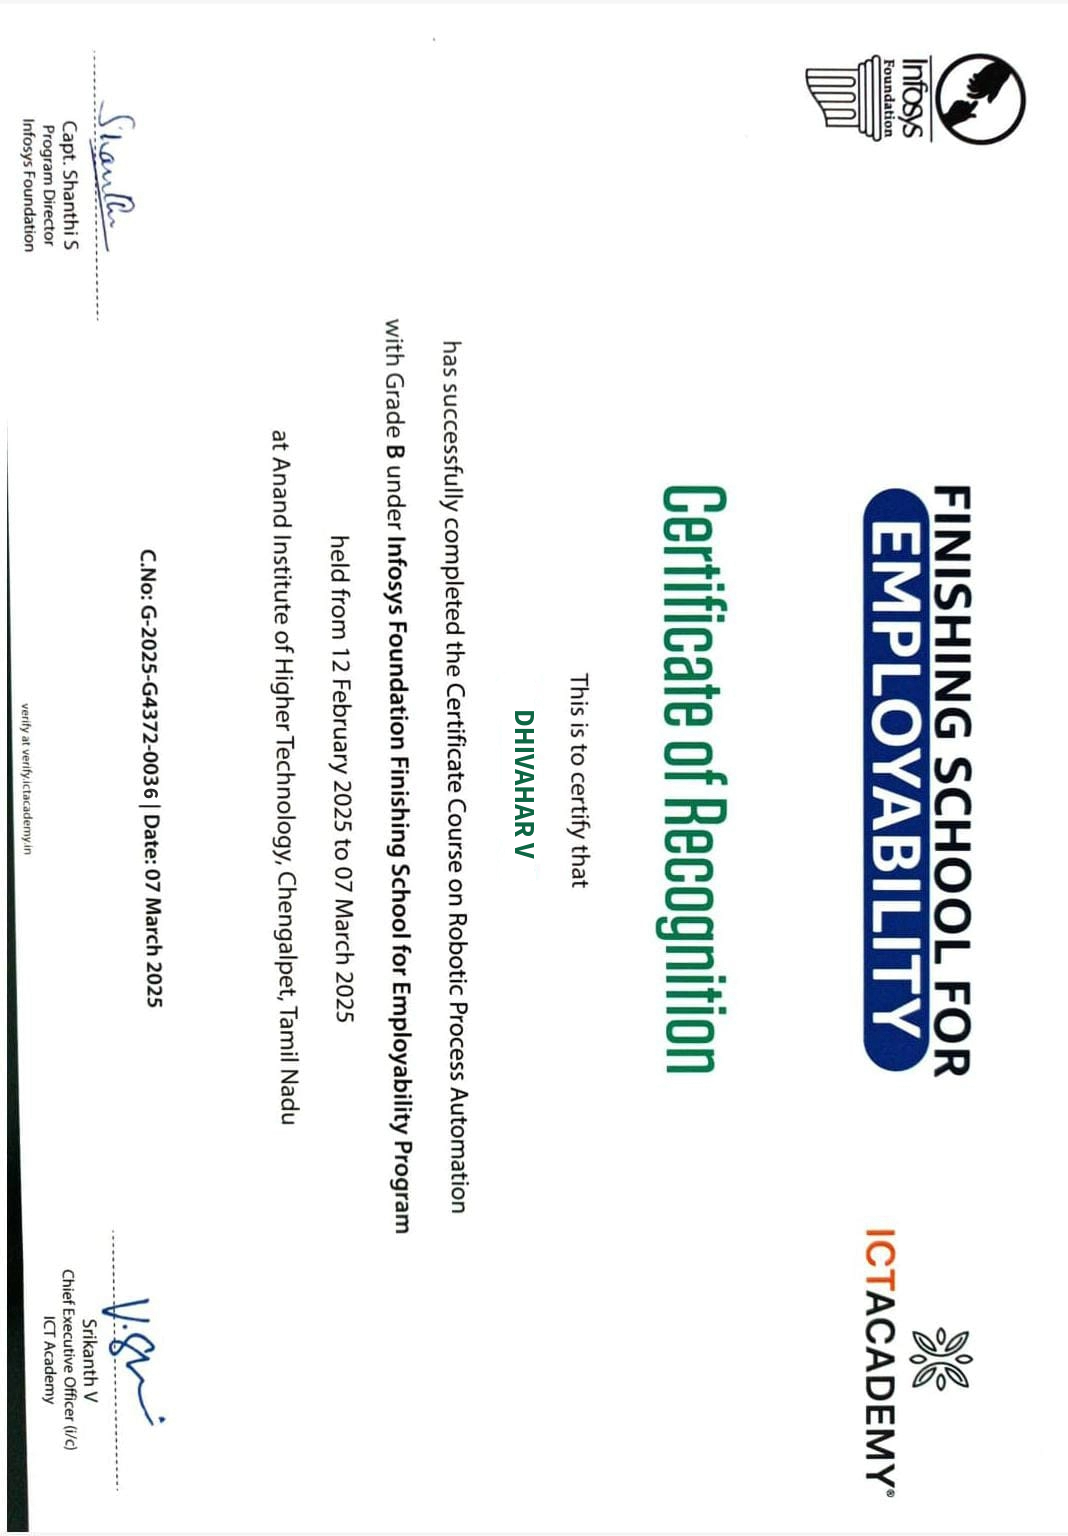 Infosys
Foundation
FINISHING SCHOOL FOR
EMPLOYABILITY
ICTACADEMY®
Certificate of Recognition
This is to certify that
DHIVAHAR V
has successfully completed the Certificate Course on Robotic Process Automation
with Grade B under Infosys Foundation Finishing School for Employability Program
held from 12 February 2025 to 07 March 2025
at Anand Institute of Higher Technology, Chengalpet, Tamil Nadu
C.No: G-2025-G4372-0036 | Date: 07 March 2025
Shanthi
Capt. Shanthi S
Program Director
Infosys Foundation
verify at verify.ictacademy.in
Srikanth V
Chief Executive Officer (i/c)
ICT Academy